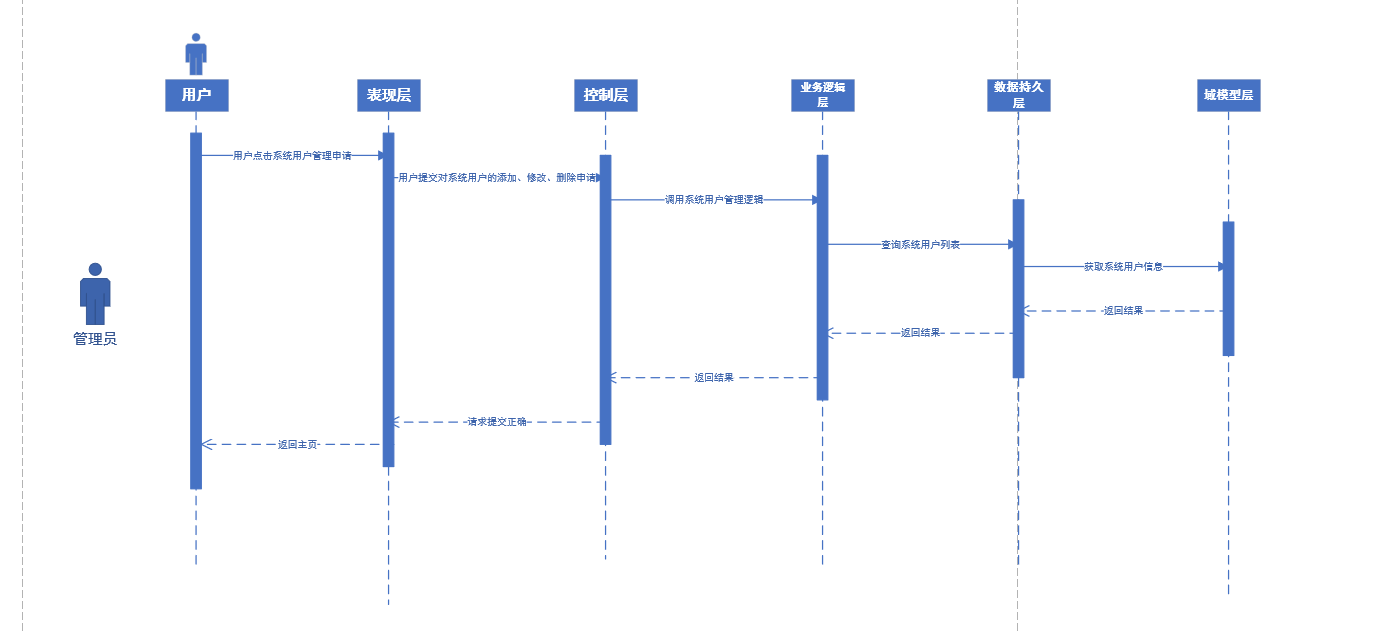 用户
表现层
控制层
业务逻辑
层
数据持久
层
域模型层
用户点击系统用户管理申请
用户提交对系统用户的添加、修改、删除申请
调用系统用户管理逻辑
查询系统用户列表
获取系统用户信息
返回结果
返回结果
管理员
返回结果
请求提交正确
返回主页